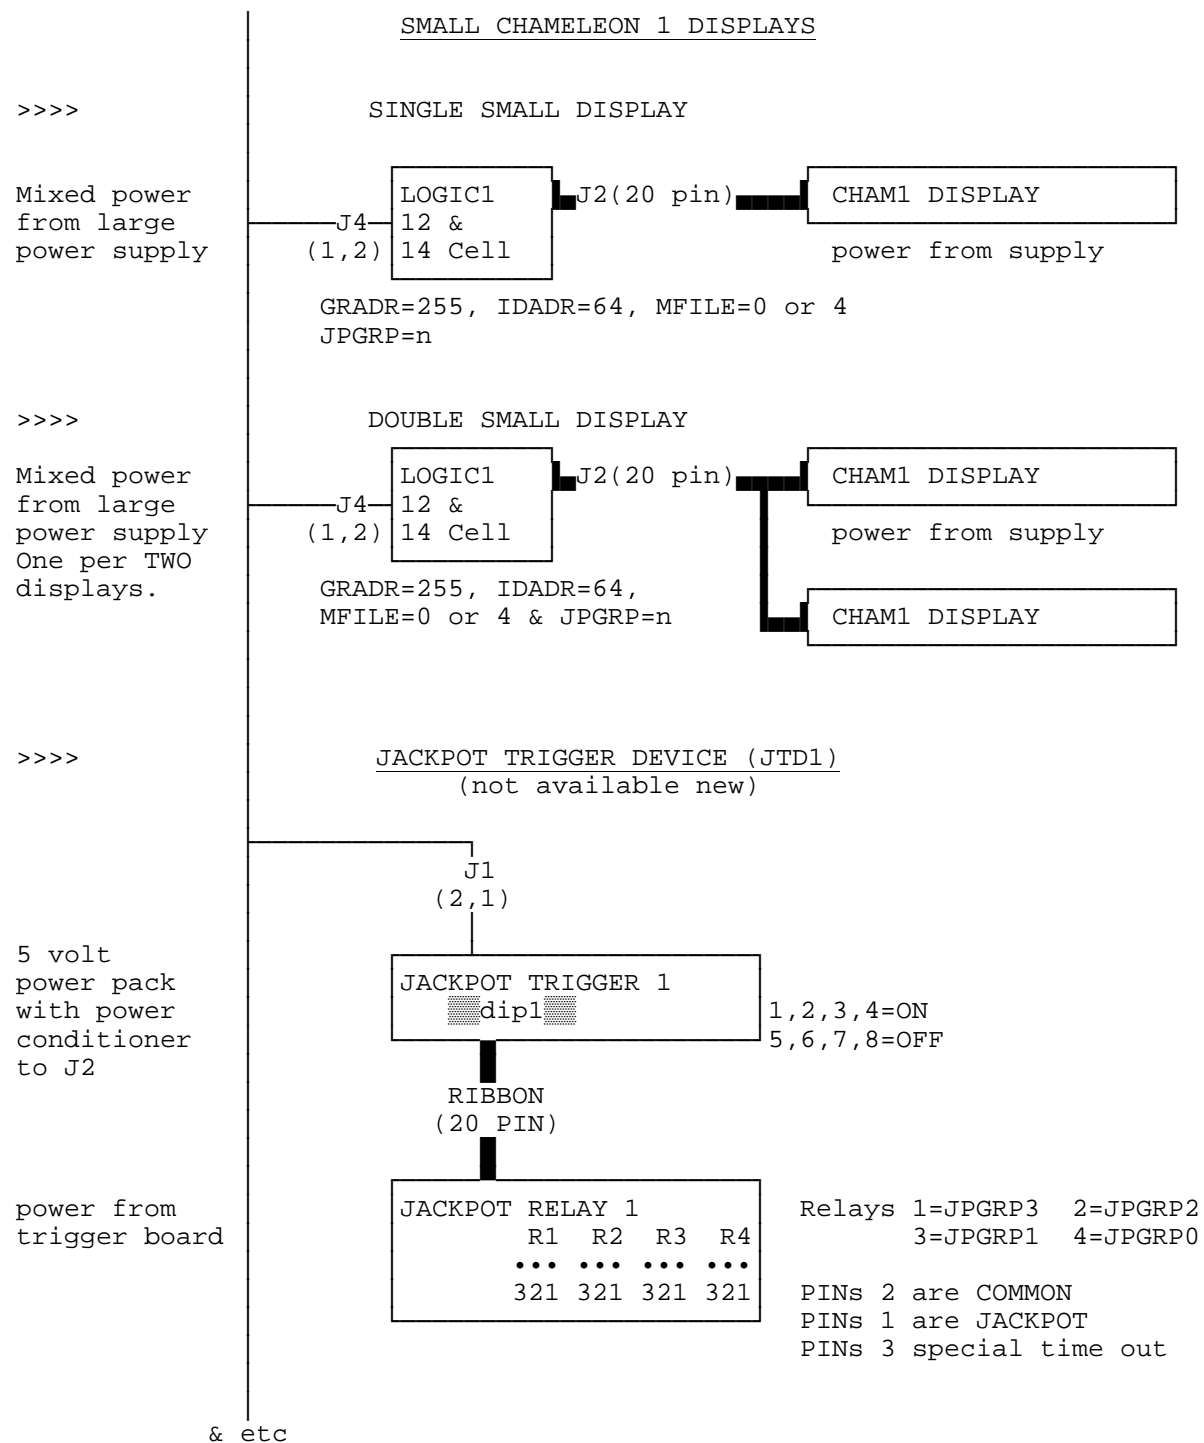 SMALL CHAMELEON 1 DISPLAYS
>>>> SINGLE SMALL DISPLAY
Mixed power
from large
power supply
J4
(1,2)
LOGIC1
12 &
14 Cell
J2(20 pin)
CHAM1 DISPLAY
power from supply
GRADR=255, IDADR=64, MFILE=0 or 4
JPGRP=n
>>>> DOUBLE SMALL DISPLAY
Mixed power
from large
power supply
One per TWO
displays.
J4
(1,2)
LOGIC1
12 &
14 Cell
J2(20 pin)
CHAM1 DISPLAY
power from supply
GRADR=255, IDADR=64,
MFILE=0 or 4 & JPGRP=n
CHAM1 DISPLAY
>>>> JACKPOT TRIGGER DEVICE (JTD1)
(not available new)
J1
(2,1)
5 volt
power pack
with power
conditioner
to J2
JACKPOT TRIGGER 1
dip1
1,2,3,4=ON
5,6,7,8=OFF
RIBBON
(20 PIN)
power from
trigger board
JACKPOT RELAY 1
R1 R2 R3 R4
••• ••• ••• •••
321 321 321 321
Relays 1=JPGRP3 2=JPGRP2
3=JPGRP1 4=JPGRP0
PINs 2 are COMMON
PINs 1 are JACKPOT
PINs 3 special time out
& etc